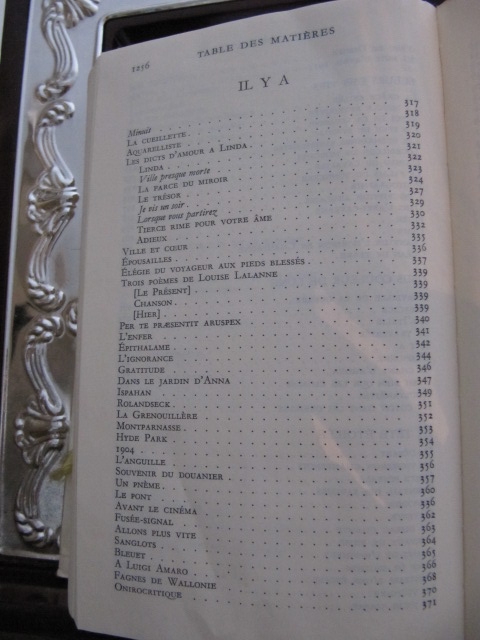 1256 TABLE DES MATIÈRES
IL Y A
Minuit 317
LA CUEILLETTE 318
AQUARELLISTE 319
LES DICTS D'AMOUR A LINDA 320
LINDA 321
Ville presque morte 322
LA FARCE DU MIROIR 323
LE TRÉSOR 324
Je vis un soir 327
Lorsque vous partirez 329
TIERCE RIME POUR VOTRE ÂME 330
ADIEUX 332
VILLE ET CŒUR 335
ÉPOUSAILLES 336
ÉLÉGIE DU VOYAGEUR AUX PIEDS BLESSÉS 337
TROIS POÈMES DE LOUISE LALANNE 339
[LE PRÉSENT] 339
CHANSON 339
[HIER] 339
PER TE PRÆSENTIT ARUSPEX 340
L'ENFER 341
ÉPITHALAME 342
L'IGNORANCE 344
GRATITUDE 346
DANS LE JARDIN D'ANNA 347
ISPAHAN 349
ROLANDSECK 351
LA GRENOUILLÈRE 352
MONTPARNASSE 353
HYDE PARK 354
1904 355
L'ANGUILLE 356
SOUVENIR DU DOUANIER 357
UN PNÈME 360
LE PONT 336
AVANT LE CINÉMA 362
FUSÉE-SIGNAL 363
ALLONS PLUS VITE 364
SANGLOTS 365
BLEUET 366
A LUIGI AMARO 368
FAGNES DE WALLONIE 370
ONIROCRITIQUE 371